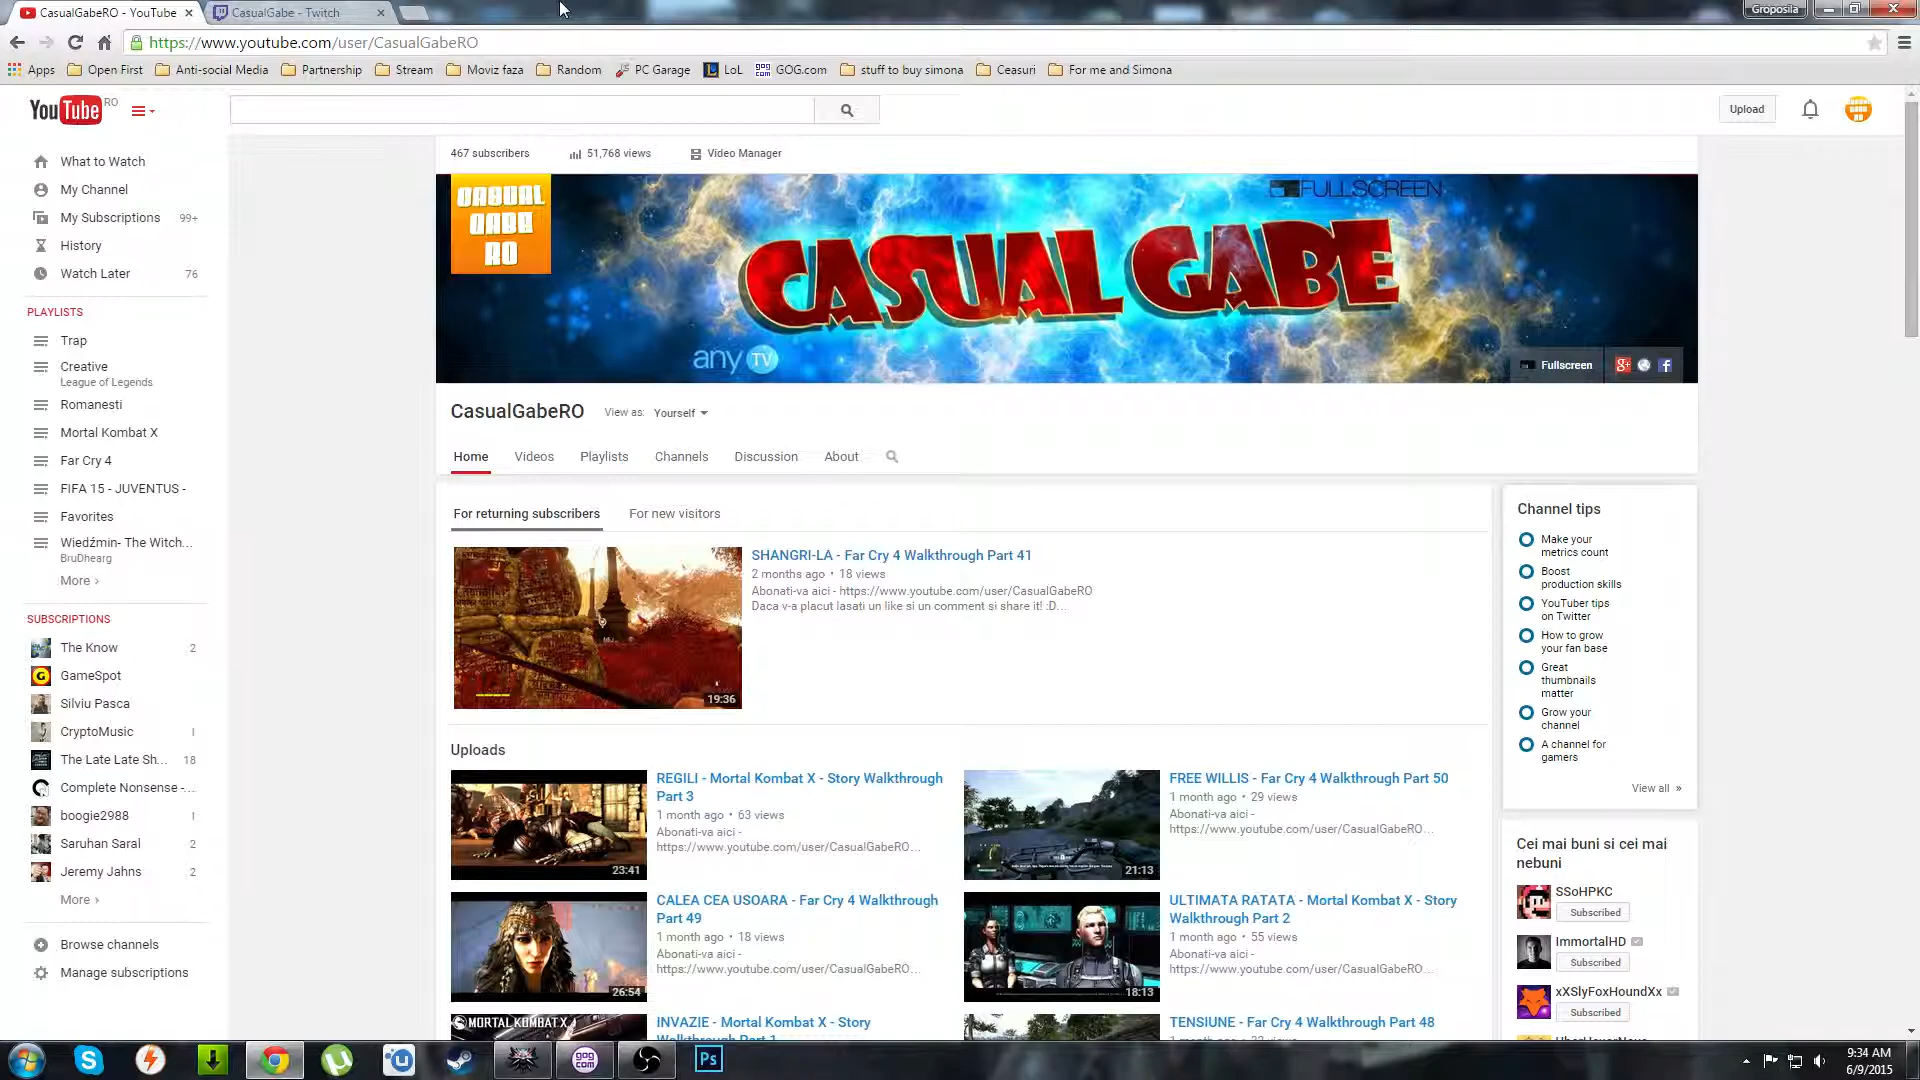 CasualGabeRO - YouTube
CasualGabe - Twitch
Groposila
https://www.youtube.com/user/CasualGabeRO
Apps
Open First
Anti-social Media
Partnership
Stream
Moviz faza
Random
PC Garage
LoL
GOG.com
stuff to buy simona
Ceasuri
For me and Simona
YouTube RO
Upload
What to Watch
My Channel
My Subscriptions 99+
History
Watch Later 76
PLAYLISTS
Trap
Creative
League of Legends
Romanesti
Mortal Kombat X
Far Cry 4
FIFA 15 - JUVENTUS -
Favorites
Wiedźmin- The Witch...
BruDhearg
More ›
SUBSCRIPTIONS
The Know 2
GameSpot
Silviu Pasca
CryptoMusic 1
The Late Late Sh... 18
Complete Nonsense -...
boogie2988 1
Saruhan Saral 2
Jeremy Jahns 2
More ›
Browse channels
Manage subscriptions
467 subscribers
51,768 views
Video Manager
CASUAL
GABE
RO
FULLSCREEN
CASUAL GABE
any TV
Fullscreen
CasualGabeRO
View as: Yourself
Home
Videos
Playlists
Channels
Discussion
About
For returning subscribers
For new visitors
19:36
SHANGRI-LA - Far Cry 4 Walkthrough Part 41
2 months ago • 18 views
Abonati-va aici - https://www.youtube.com/user/CasualGabeRO
Daca v-a placut lasati un like si un comment si share it! :D...
Uploads
23:41
REGILI - Mortal Kombat X - Story Walkthrough
Part 3
1 month ago • 63 views
Abonati-va aici -
https://www.youtube.com/user/CasualGabeRO...
21:13
FREE WILLIS - Far Cry 4 Walkthrough Part 50
1 month ago • 29 views
Abonati-va aici -
https://www.youtube.com/user/CasualGabeRO...
26:54
CALEA CEA USOARA - Far Cry 4 Walkthrough
Part 49
1 month ago • 18 views
Abonati-va aici -
https://www.youtube.com/user/CasualGabeRO...
18:13
ULTIMATA RATATA - Mortal Kombat X - Story
Walkthrough Part 2
1 month ago • 55 views
Abonati-va aici -
https://www.youtube.com/user/CasualGabeRO...
MORTAL KOMBAT X
INVAZIE - Mortal Kombat X - Story
Walkthrough Part 1
TENSIUNE - Far Cry 4 Walkthrough Part 48
Channel tips
Make your
metrics count
Boost
production skills
YouTuber tips
on Twitter
How to grow
your fan base
Great
thumbnails
matter
Grow your
channel
A channel for
gamers
View all »
Cei mai buni si cei mai
nebuni
SSoHPKC
Subscribed
ImmortalHD
Subscribed
xXSlyFoxHoundXx
Subscribed
gog
com
Ps
9:34 AM
6/9/2015